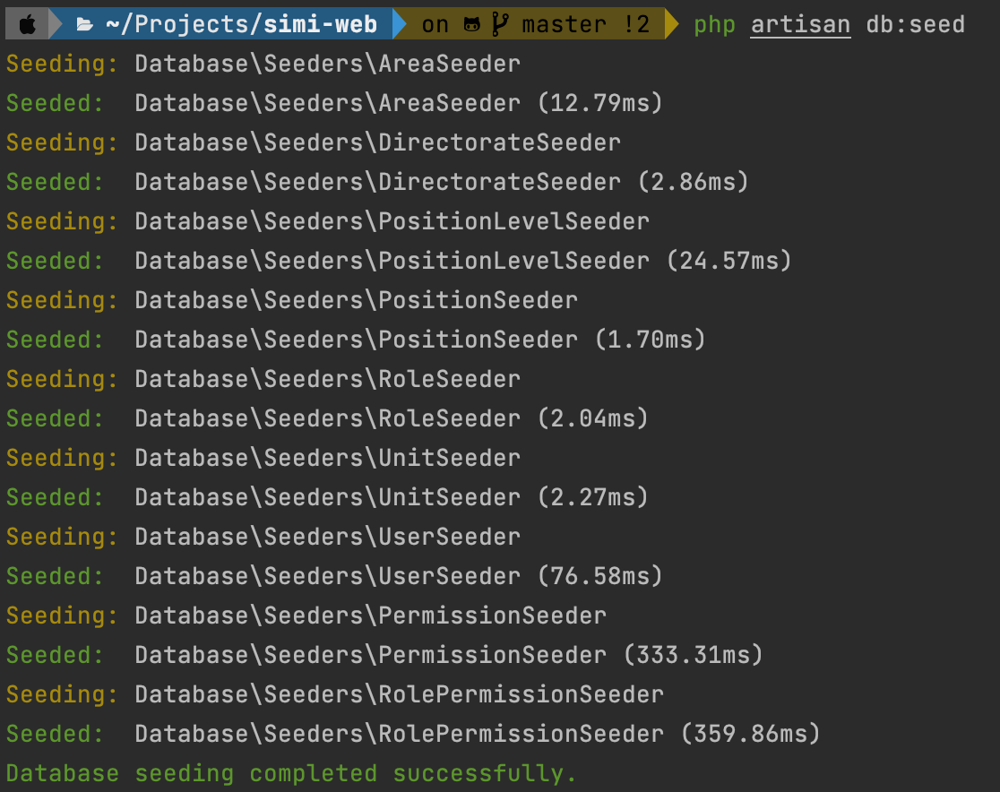 ~/Projects/simi-web on master !2 php artisan db:seed
Seeding: Database\Seeders\AreaSeeder
Seeded: Database\Seeders\AreaSeeder (12.79ms)
Seeding: Database\Seeders\DirectorateSeeder
Seeded: Database\Seeders\DirectorateSeeder (2.86ms)
Seeding: Database\Seeders\PositionLevelSeeder
Seeded: Database\Seeders\PositionLevelSeeder (24.57ms)
Seeding: Database\Seeders\PositionSeeder
Seeded: Database\Seeders\PositionSeeder (1.70ms)
Seeding: Database\Seeders\RoleSeeder
Seeded: Database\Seeders\RoleSeeder (2.04ms)
Seeding: Database\Seeders\UnitSeeder
Seeded: Database\Seeders\UnitSeeder (2.27ms)
Seeding: Database\Seeders\UserSeeder
Seeded: Database\Seeders\UserSeeder (76.58ms)
Seeding: Database\Seeders\PermissionSeeder
Seeded: Database\Seeders\PermissionSeeder (333.31ms)
Seeding: Database\Seeders\RolePermissionSeeder
Seeded: Database\Seeders\RolePermissionSeeder (359.86ms)
Database seeding completed successfully.